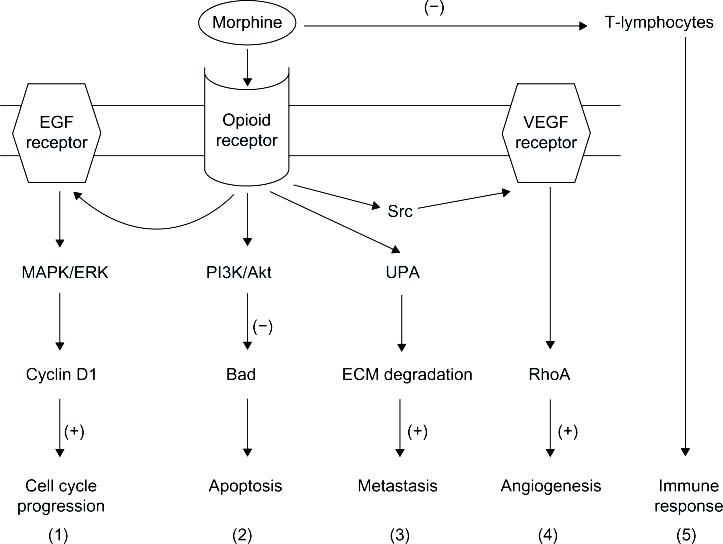 Morphine
(−)
T-lymphocytes
EGF
receptor
Opioid
receptor
VEGF
receptor
Src
MAPK/ERK
PI3K/Akt
UPA
(−)
Cyclin D1
Bad
ECM degradation
RhoA
(+)
(+)
(+)
Cell cycle
progression
Apoptosis
Metastasis
Angiogenesis
Immune
response
(1)
(2)
(3)
(4)
(5)